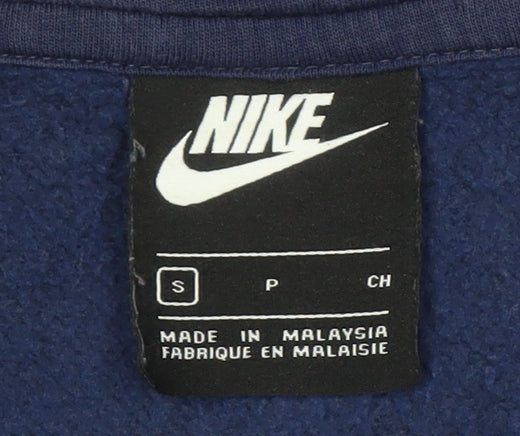 NIKE
S P CH
MADE IN MALAYSIA
FABRIQUE EN MALAISIE